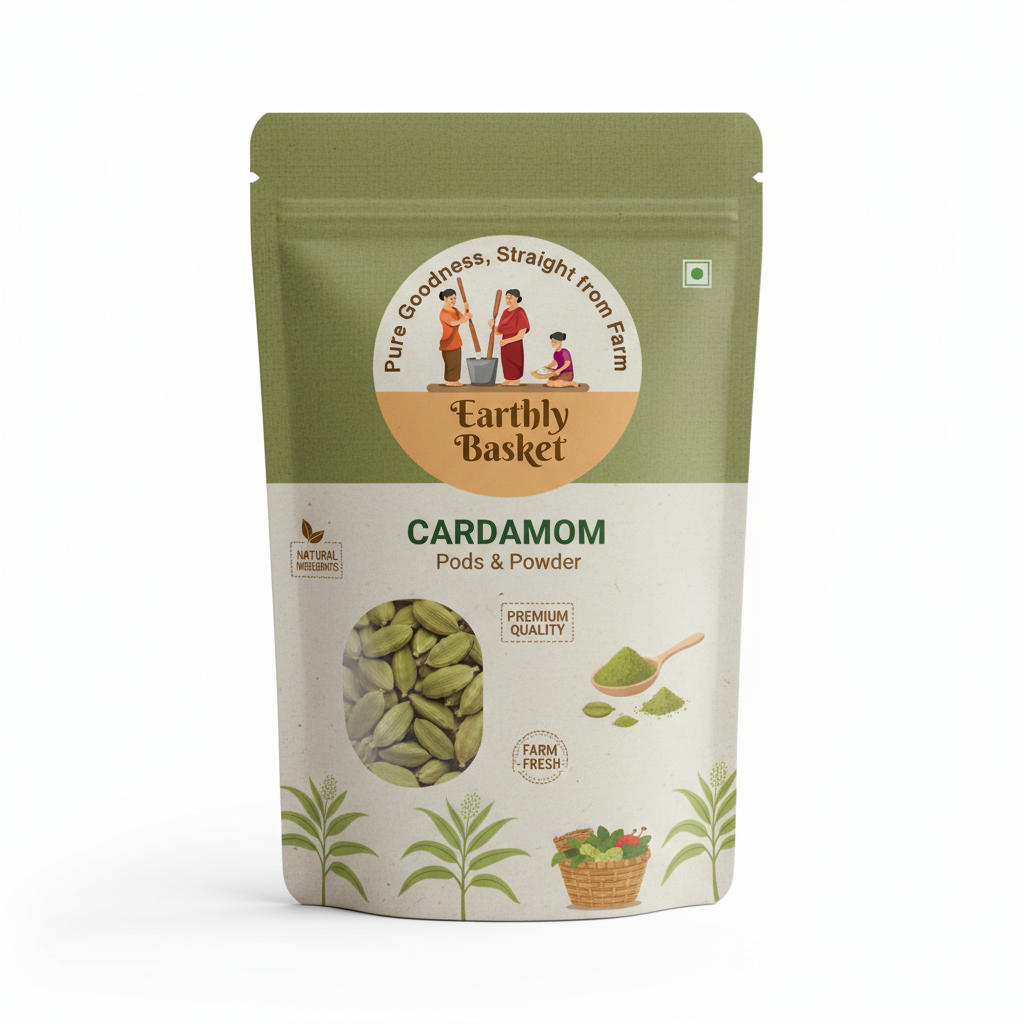 Pure Goodness, Straight from Farm
Earthly
Basket
CARDAMOM
Pods & Powder
NATURAL
PREMIUM
QUALITY
FARM
FRESH